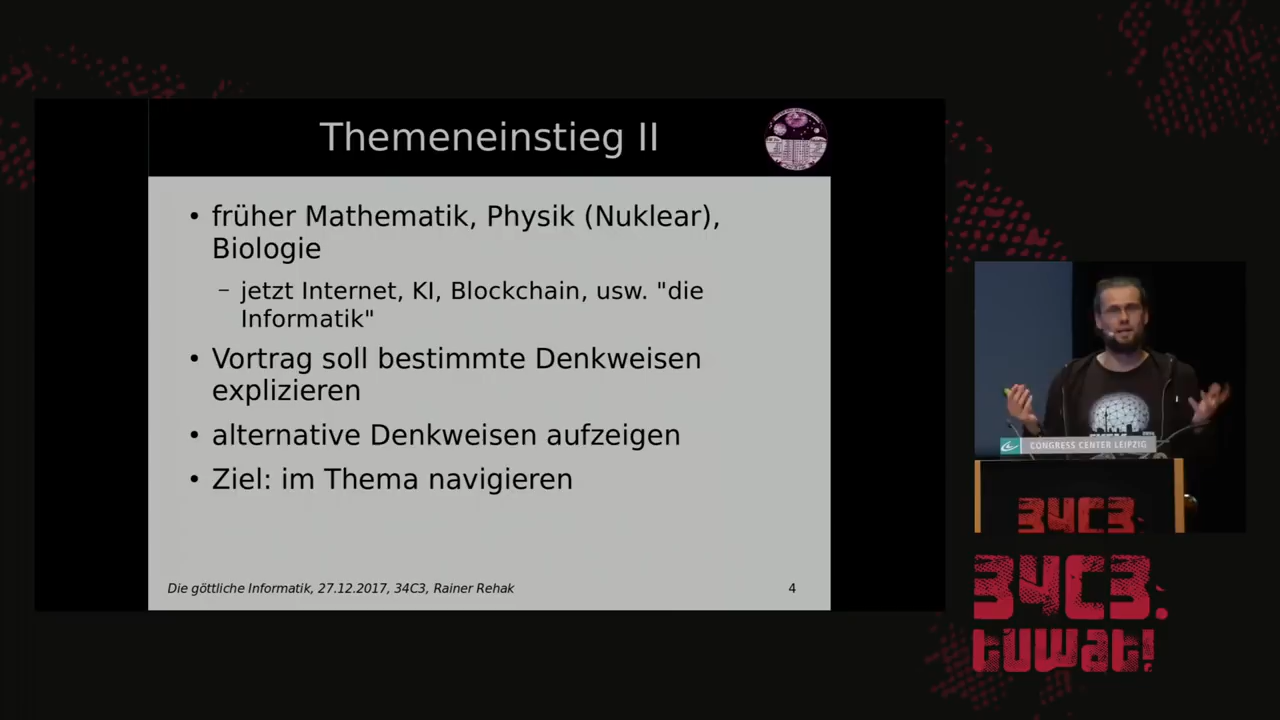 Themeneinstieg II
• früher Mathematik, Physik (Nuklear),
Biologie
– jetzt Internet, KI, Blockchain, usw. "die
Informatik"
• Vortrag soll bestimmte Denkweisen
explizieren
• alternative Denkweisen aufzeigen
• Ziel: im Thema navigieren
Die göttliche Informatik, 27.12.2017, 34C3, Rainer Rehak
4
CONGRESS CENTER LEIPZIG
34C3.
34C3.
tuwat!